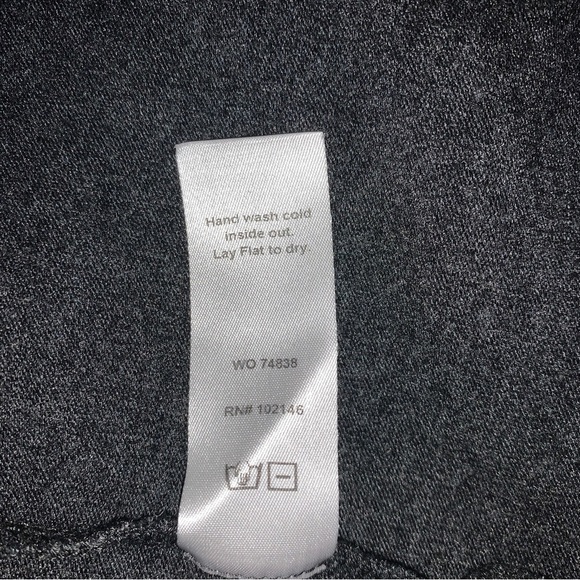 Hand wash cold
inside out.
Lay Flat to dry.
WO 74838
RN# 102146